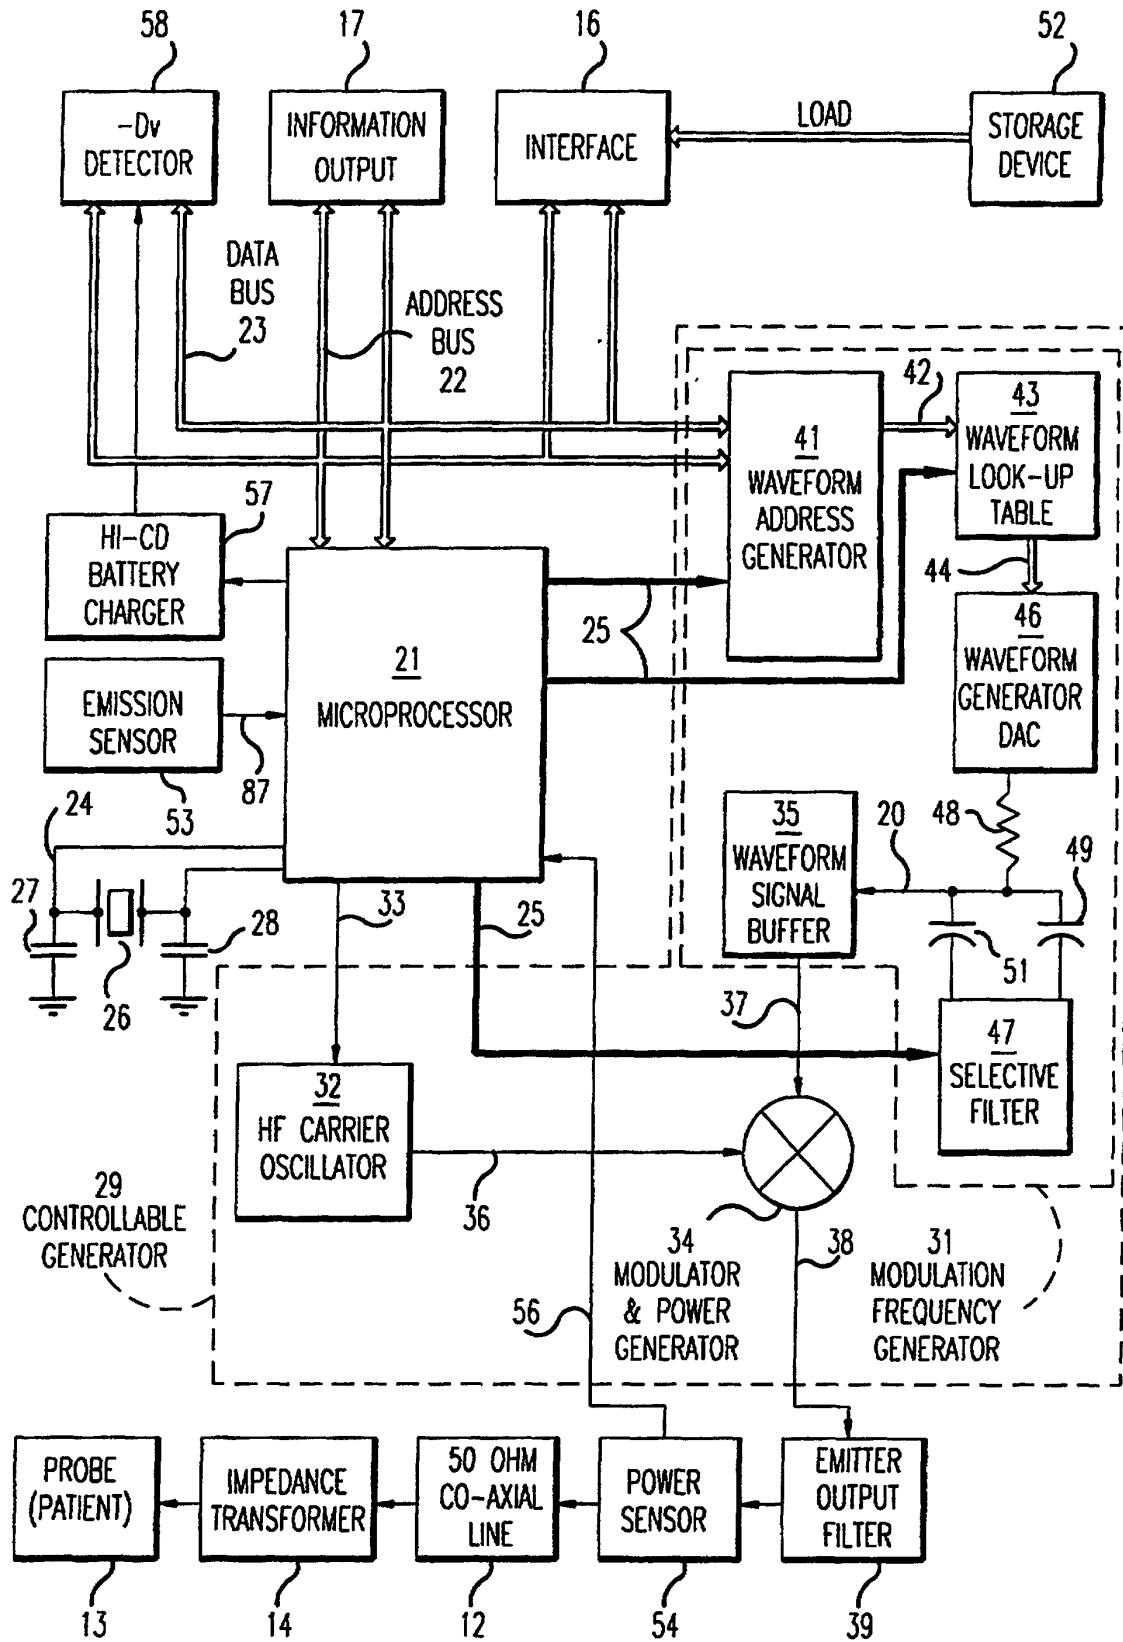 58
17
16
52
-Dv
DETECTOR
INFORMATION
OUTPUT
INTERFACE
LOAD
STORAGE
DEVICE
DATA
BUS
23
ADDRESS
BUS
22
42
43
WAVEFORM
LOOK-UP
TABLE
41
WAVEFORM
ADDRESS
GENERATOR
57
HI-CD
BATTERY
CHARGER
44
25
46
WAVEFORM
GENERATOR
DAC
21
MICROPROCESSOR
EMISSION
SENSOR
87
53
24
48
35
WAVEFORM
SIGNAL
BUFFER
20
49
27
26
28
33
25
51
37
47
SELECTIVE
FILTER
32
HF CARRIER
OSCILLATOR
36
29
CONTROLLABLE
GENERATOR
34
MODULATOR
& POWER
GENERATOR
38
31
MODULATION
FREQUENCY
GENERATOR
56
PROBE
(PATIENT)
IMPEDANCE
TRANSFORMER
50 OHM
CO-AXIAL
LINE
POWER
SENSOR
EMITTER
OUTPUT
FILTER
13
14
12
54
39